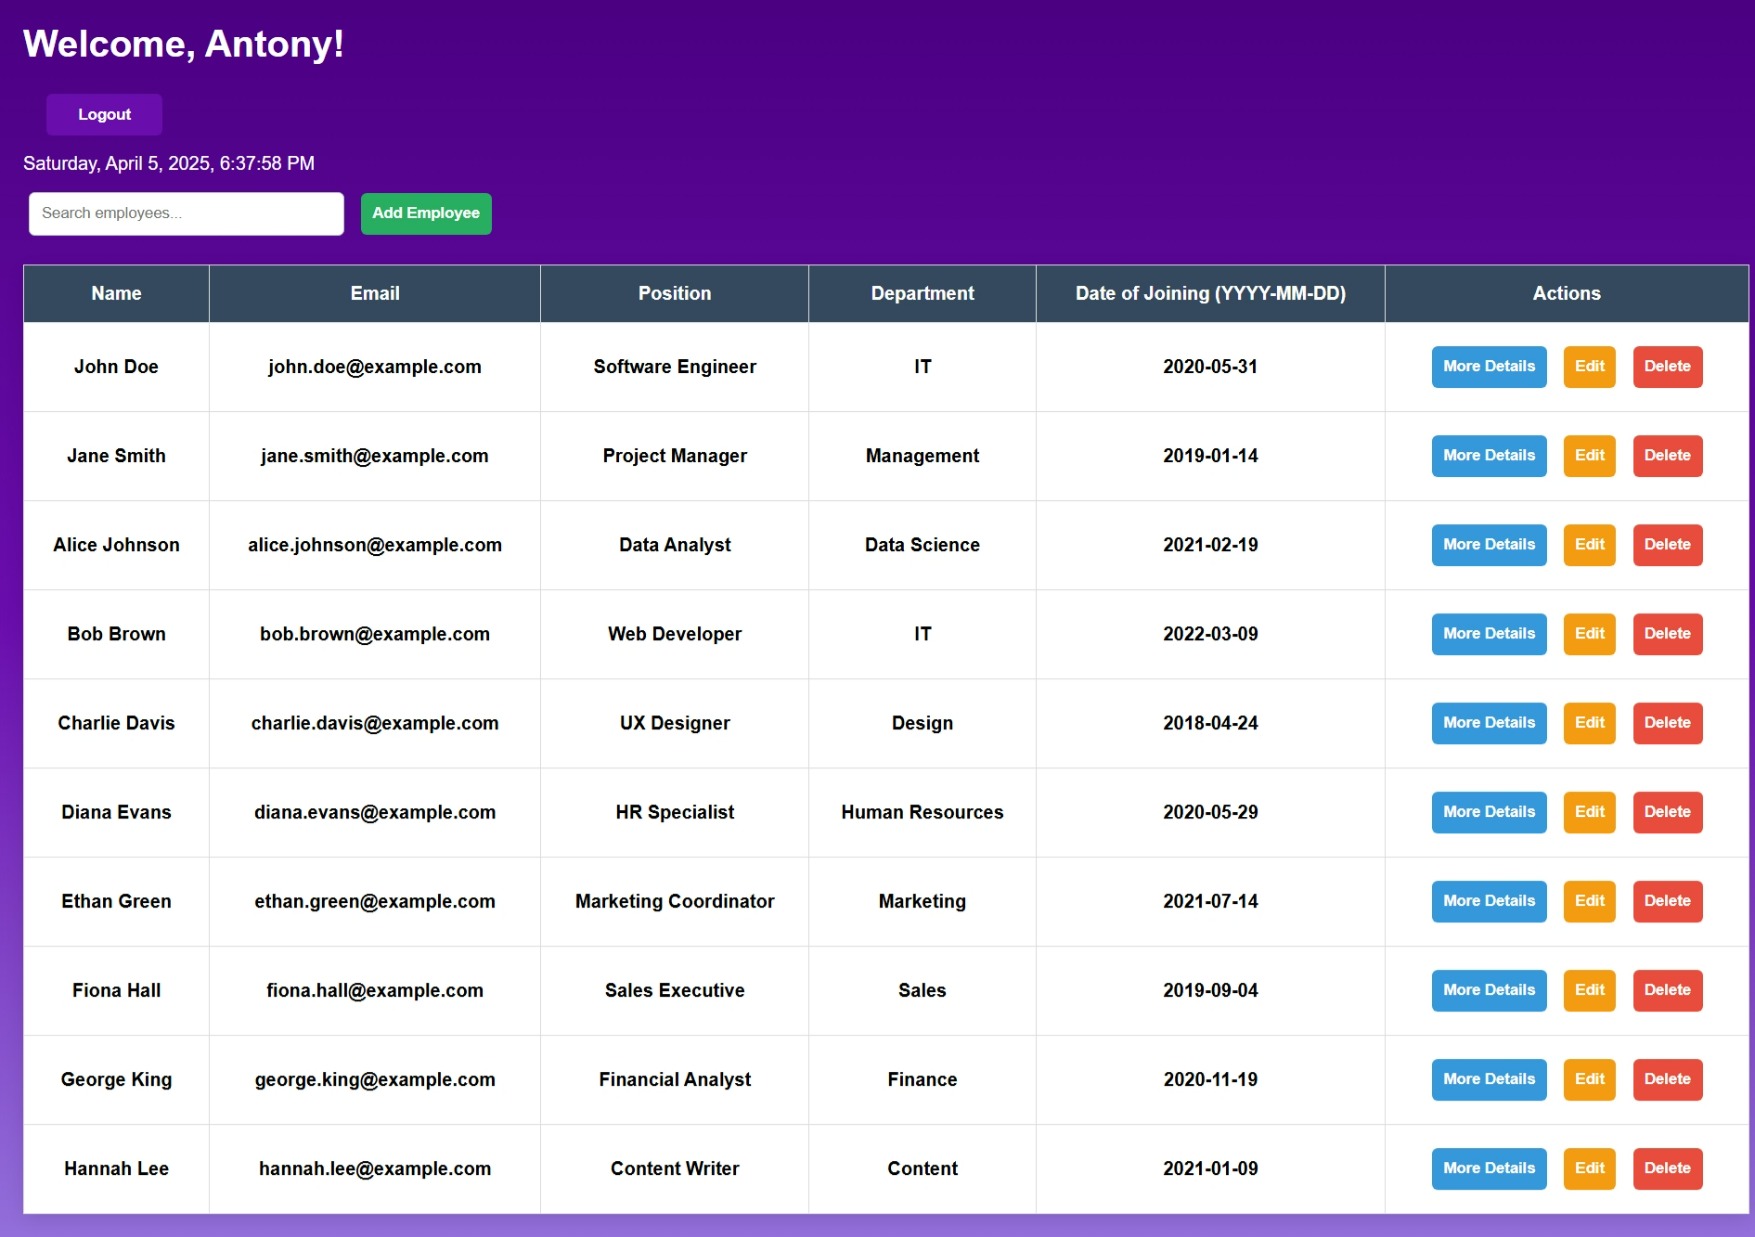 Welcome, Antony!
Logout
Saturday, April 5, 2025, 6:37:58 PM
Search employees... Add Employee
Name Email Position Department Date of Joining (YYYY-MM-DD) Actions
John Doe john.doe@example.com Software Engineer IT 2020-05-31 More Details Edit Delete
Jane Smith jane.smith@example.com Project Manager Management 2019-01-14 More Details Edit Delete
Alice Johnson alice.johnson@example.com Data Analyst Data Science 2021-02-19 More Details Edit Delete
Bob Brown bob.brown@example.com Web Developer IT 2022-03-09 More Details Edit Delete
Charlie Davis charlie.davis@example.com UX Designer Design 2018-04-24 More Details Edit Delete
Diana Evans diana.evans@example.com HR Specialist Human Resources 2020-05-29 More Details Edit Delete
Ethan Green ethan.green@example.com Marketing Coordinator Marketing 2021-07-14 More Details Edit Delete
Fiona Hall fiona.hall@example.com Sales Executive Sales 2019-09-04 More Details Edit Delete
George King george.king@example.com Financial Analyst Finance 2020-11-19 More Details Edit Delete
Hannah Lee hannah.lee@example.com Content Writer Content 2021-01-09 More Details Edit Delete